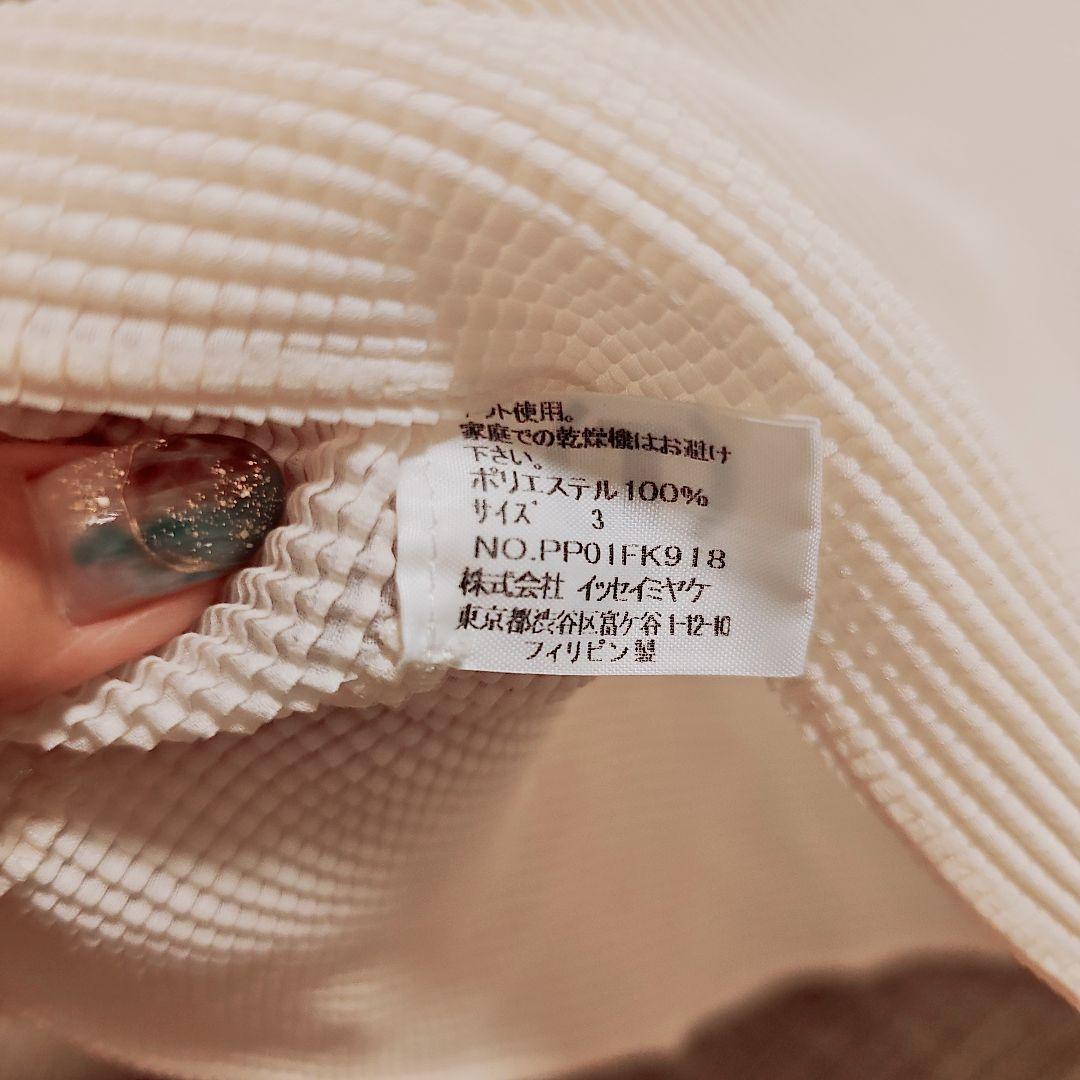 ト使用。
家庭での乾燥機はお避け
下さい。
ポリエステル100%
サイズ 3
NO.PP01FK918
株式会社 イッセイミヤケ
東京都渋谷区富ケ谷1-12-10
フィリピン製